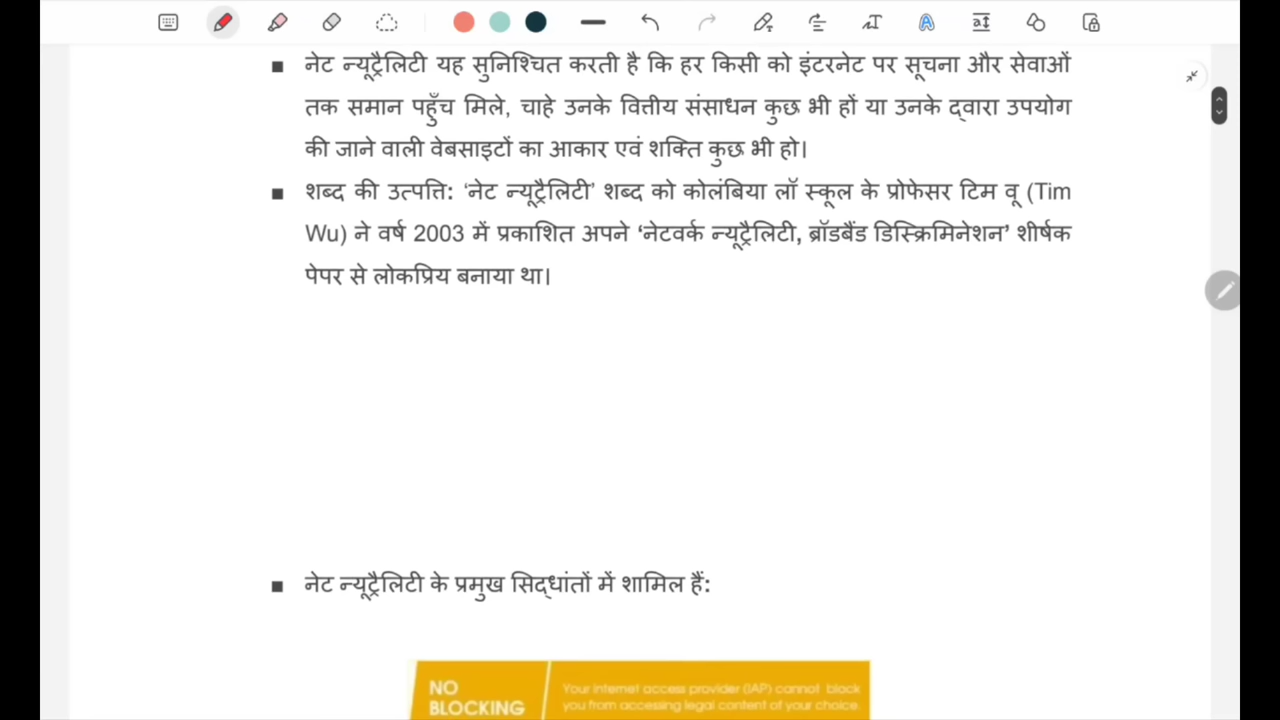 नेट न्यूट्रैलिटी यह सुनिश्चित करती है कि हर किसी को इंटरनेट पर सूचना और सेवाओं
तक समान पहुँच मिले, चाहे उनके वित्तीय संसाधन कुछ भी हों या उनके द्वारा उपयोग
की जाने वाली वेबसाइटों का आकार एवं शक्ति कुछ भी हो।
शब्द की उत्पत्ति: ‘नेट न्यूट्रैलिटी’ शब्द को कोलंबिया लॉ स्कूल के प्रोफेसर टिम वू (Tim
Wu) ने वर्ष 2003 में प्रकाशित अपने ‘नेटवर्क न्यूट्रैलिटी, ब्रॉडबैंड डिस्क्रिमिनेशन’ शीर्षक
पेपर से लोकप्रिय बनाया था।
नेट न्यूट्रैलिटी के प्रमुख सिद्धांतों में शामिल हैं:
NO
BLOCKING
Your internet access provider (IAP) cannot block
you from accessing legal content of your choice.